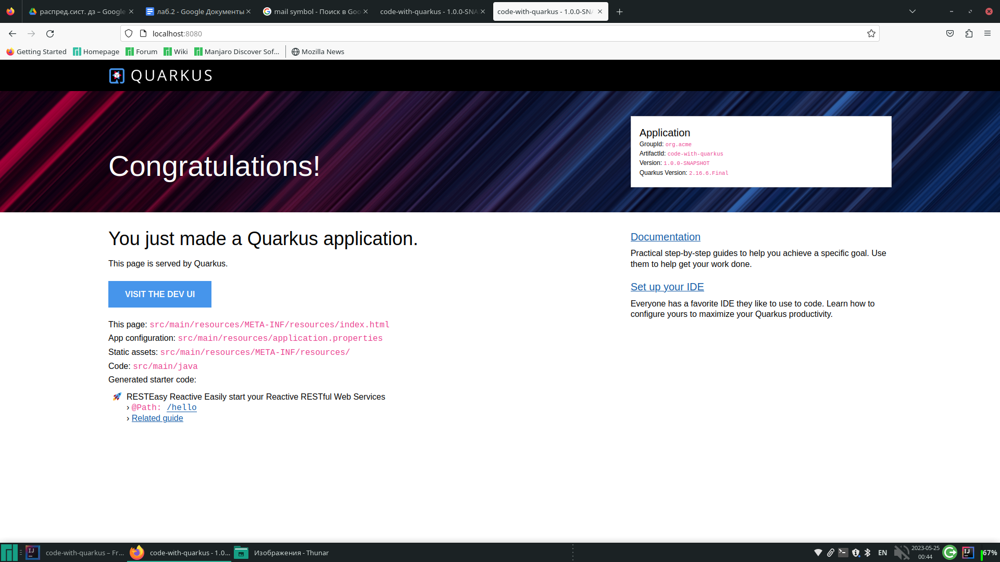 распред.сист. дз – Google
лаб.2 - Google Документы
mail symbol - Поиск в Goo
code-with-quarkus - 1.0.0-SNA
code-with-quarkus - 1.0.0-SNA
localhost:8080
Getting Started
Homepage
Forum
Wiki
Manjaro Discover Sof...
Mozilla News
QUARKUS
Congratulations!
Application
GroupId: org.acme
ArtifactId: code-with-quarkus
Version: 1.0.0-SNAPSHOT
Quarkus Version: 2.16.6.Final
You just made a Quarkus application.
This page is served by Quarkus.
VISIT THE DEV UI
This page: src/main/resources/META-INF/resources/index.html
App configuration: src/main/resources/application.properties
Static assets: src/main/resources/META-INF/resources/
Code: src/main/java
Generated starter code:
🚀 RESTEasy Reactive Easily start your Reactive RESTful Web Services
› @Path: /hello
› Related guide
Documentation
Practical step-by-step guides to help you achieve a specific goal. Use
them to help get your work done.
Set up your IDE
Everyone has a favorite IDE they like to use to code. Learn how to
configure yours to maximize your Quarkus productivity.
code-with-quarkus – Fr...
code-with-quarkus - 1.0...
Изображения - Thunar
EN
2023-05-25
00:44
67%